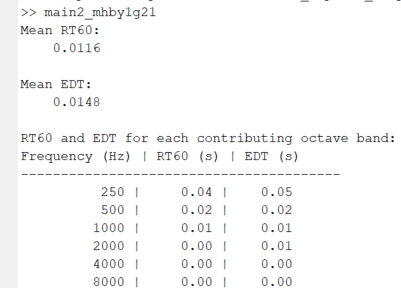 >> main2_mhby1g21
Mean RT60:
0.0116
Mean EDT:
0.0148
RT60 and EDT for each contributing octave band:
Frequency (Hz) | RT60 (s) | EDT (s)
----------------------------------------
250 | 0.04 | 0.05
500 | 0.02 | 0.02
1000 | 0.01 | 0.01
2000 | 0.00 | 0.01
4000 | 0.00 | 0.00
8000 | 0.00 | 0.00